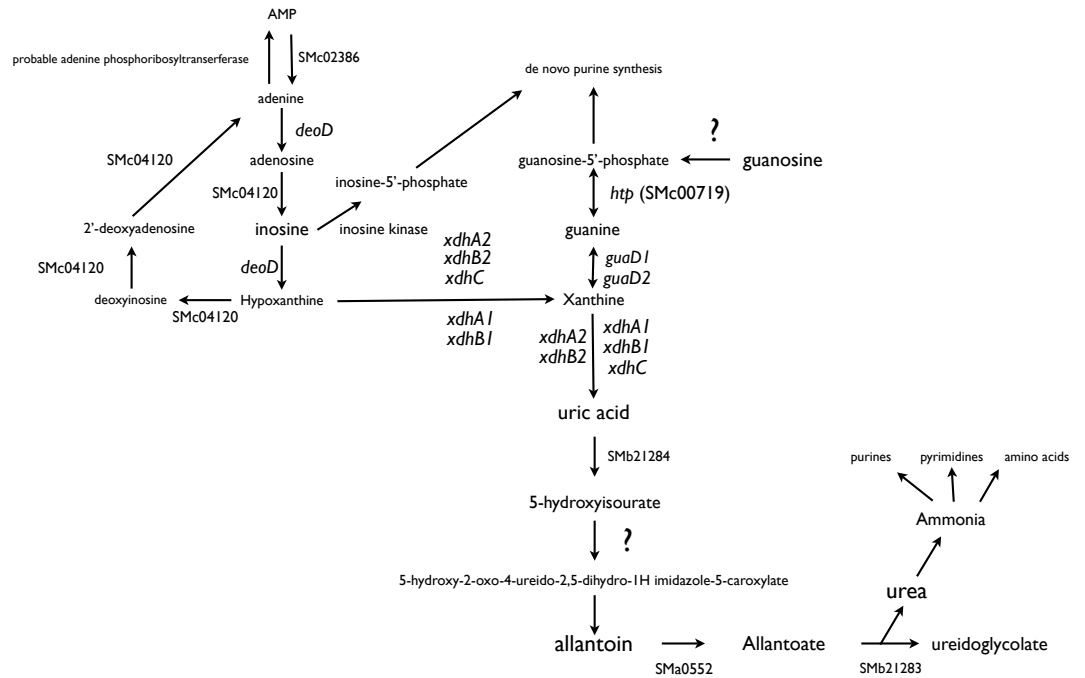 AMP
probable adenine phosphoribosyltranserferase
SMc02386
de novo purine synthesis
adenine
deoD
?
SMc04120
adenosine
guanosine-5'-phosphate
guanosine
SMc04120
inosine-5'-phosphate
htp (SMc00719)
2'-deoxyadenosine
inosine
inosine kinase
guanine
xdhA2
xdhB2
xdhC
SMc04120
deoD
guaD1
guaD2
deoxyinosine
Hypoxanthine
Xanthine
SMc04120
xdhA1
xdhB1
xdhA2
xdhB2
xdhA1
xdhB1
xdhC
uric acid
SMb21284
purines
pyrimidines
amino acids
5-hydroxyisourate
Ammonia
?
5-hydroxy-2-oxo-4-ureido-2,5-dihydro-1H imidazole-5-caroxylate
urea
allantoin
Allantoate
ureidoglycolate
SMa0552
SMb21283